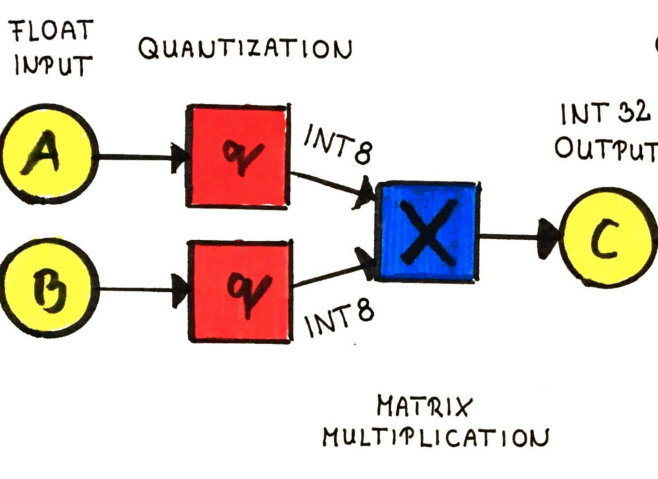 FLOAT
INPUT
QUANTIZATION
A
q
INT8
INT 32
OUTPUT
X
C
B
q
INT8
MATRIX
MULTIPLICATION